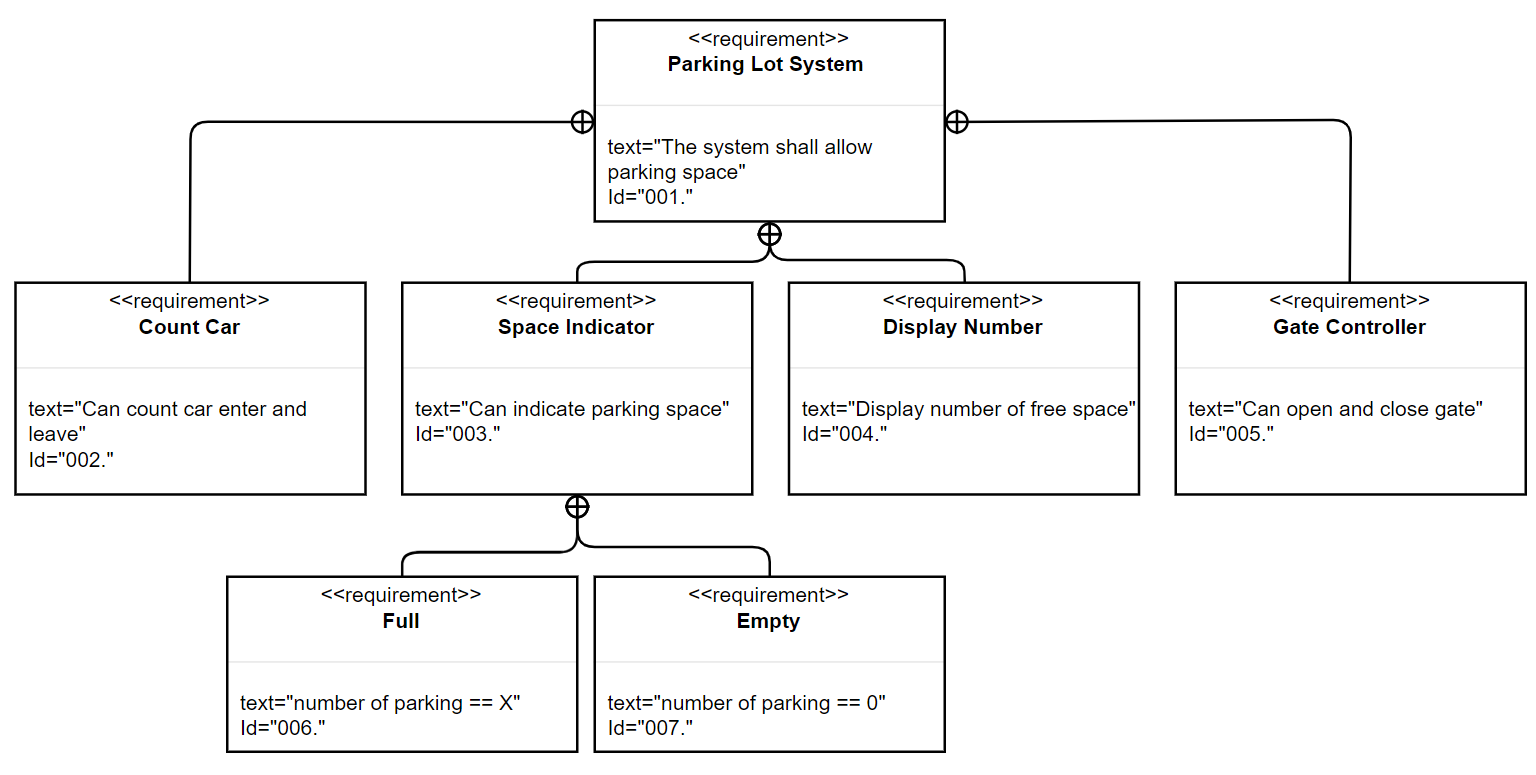 <<requirement>>
Parking Lot System
text="The system shall allow
parking space"
Id="001."
<<requirement>>
Count Car
text="Can count car enter and
leave"
Id="002."
<<requirement>>
Space Indicator
text="Can indicate parking space"
Id="003."
<<requirement>>
Display Number
text="Display number of free space"
Id="004."
<<requirement>>
Gate Controller
text="Can open and close gate"
Id="005."
<<requirement>>
Full
text="number of parking == X"
Id="006."
<<requirement>>
Empty
text="number of parking == 0"
Id="007."